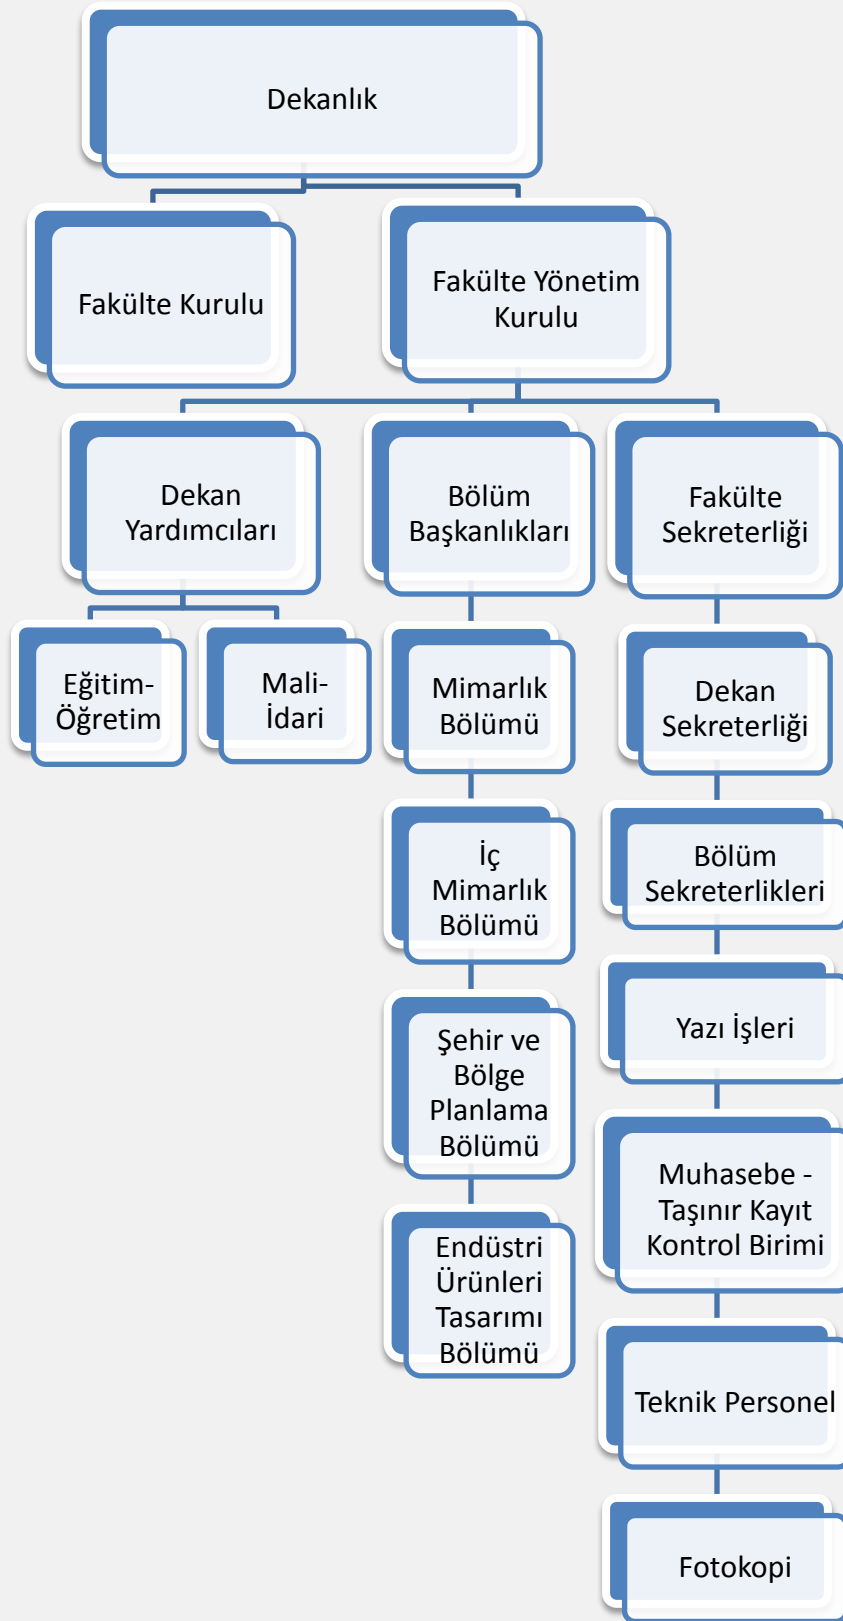 Dekanlık
Fakülte Kurulu
Fakülte Yönetim
Kurulu
Dekan
Yardımcıları
Bölüm
Başkanlıkları
Fakülte
Sekreterliği
Eğitim-
Öğretim
Mali-
İdari
Mimarlık
Bölümü
Dekan
Sekreterliği
İç
Mimarlık
Bölümü
Bölüm
Sekreterlikleri
Şehir ve
Bölge
Planlama
Bölümü
Yazı İşleri
Endüstri
Ürünleri
Tasarımı
Bölümü
Muhasebe -
Taşınır Kayıt
Kontrol Birimi
Teknik Personel
Fotokopi